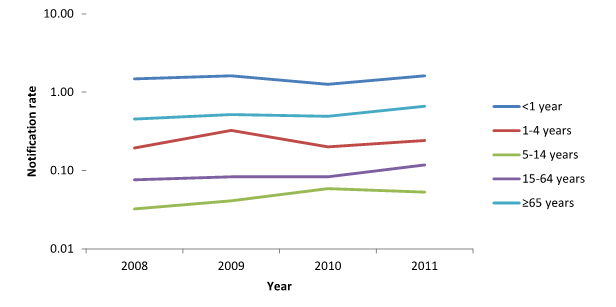 10.00
1.00
0.10
0.01
Notification rate
2008 2009 2010 2011
Year
<1 year
1-4 years
5-14 years
15-64 years
≥65 years